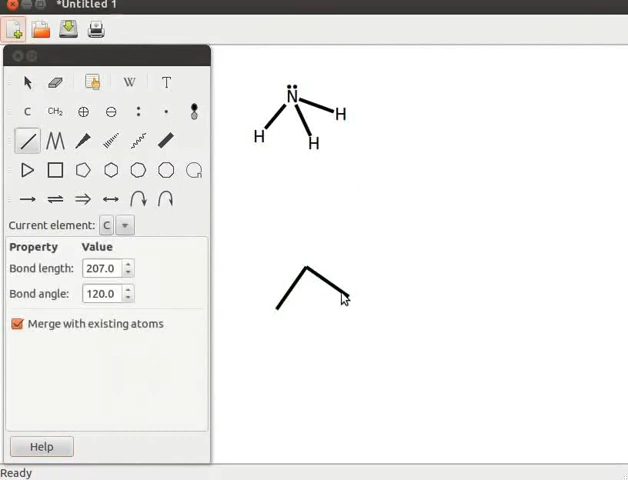 *Untitled 1
W T
C CH₂
n
Current element: C
Property Value
Bond length: 207.0
Bond angle: 120.0
Merge with existing atoms
Help
N
H
H
H
Ready